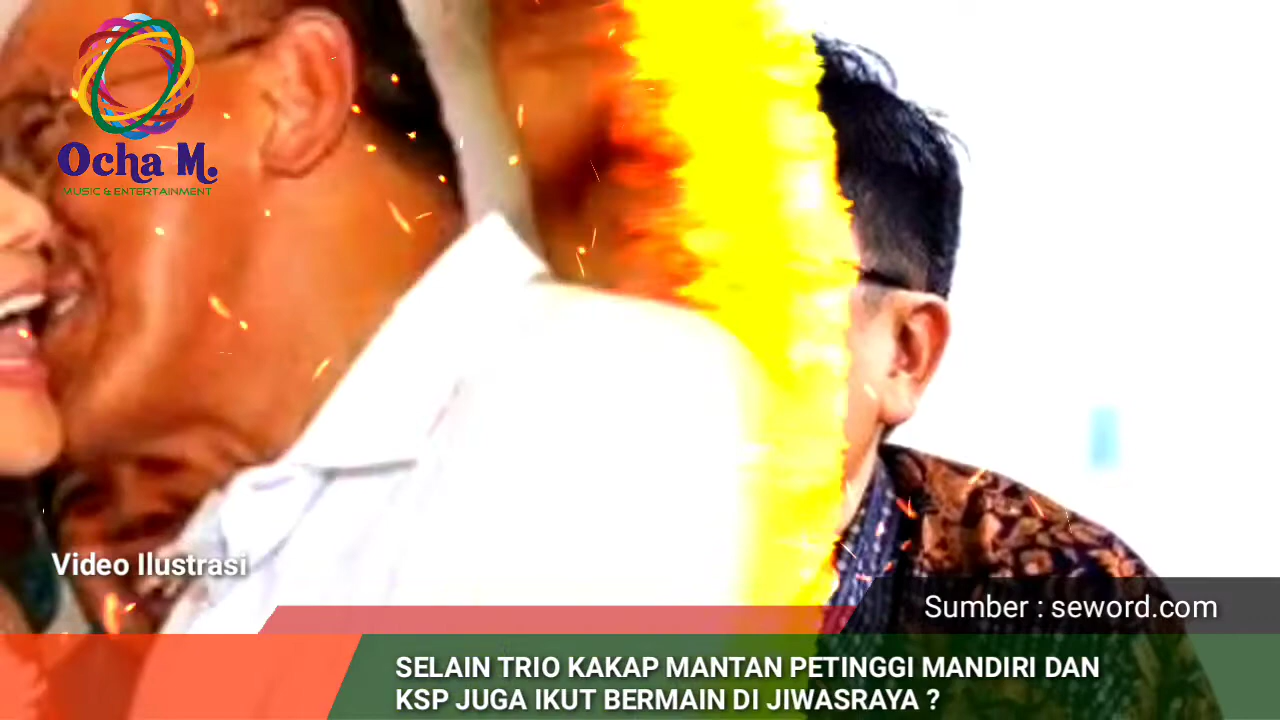 Ocha M.
MUSIC & ENTERTAINMENT
Video Ilustrasi
Sumber : seword.com
SELAIN TRIO KAKAP MANTAN PETINGGI MANDIRI DAN
KSP JUGA IKUT BERMAIN DI JIWASRAYA ?